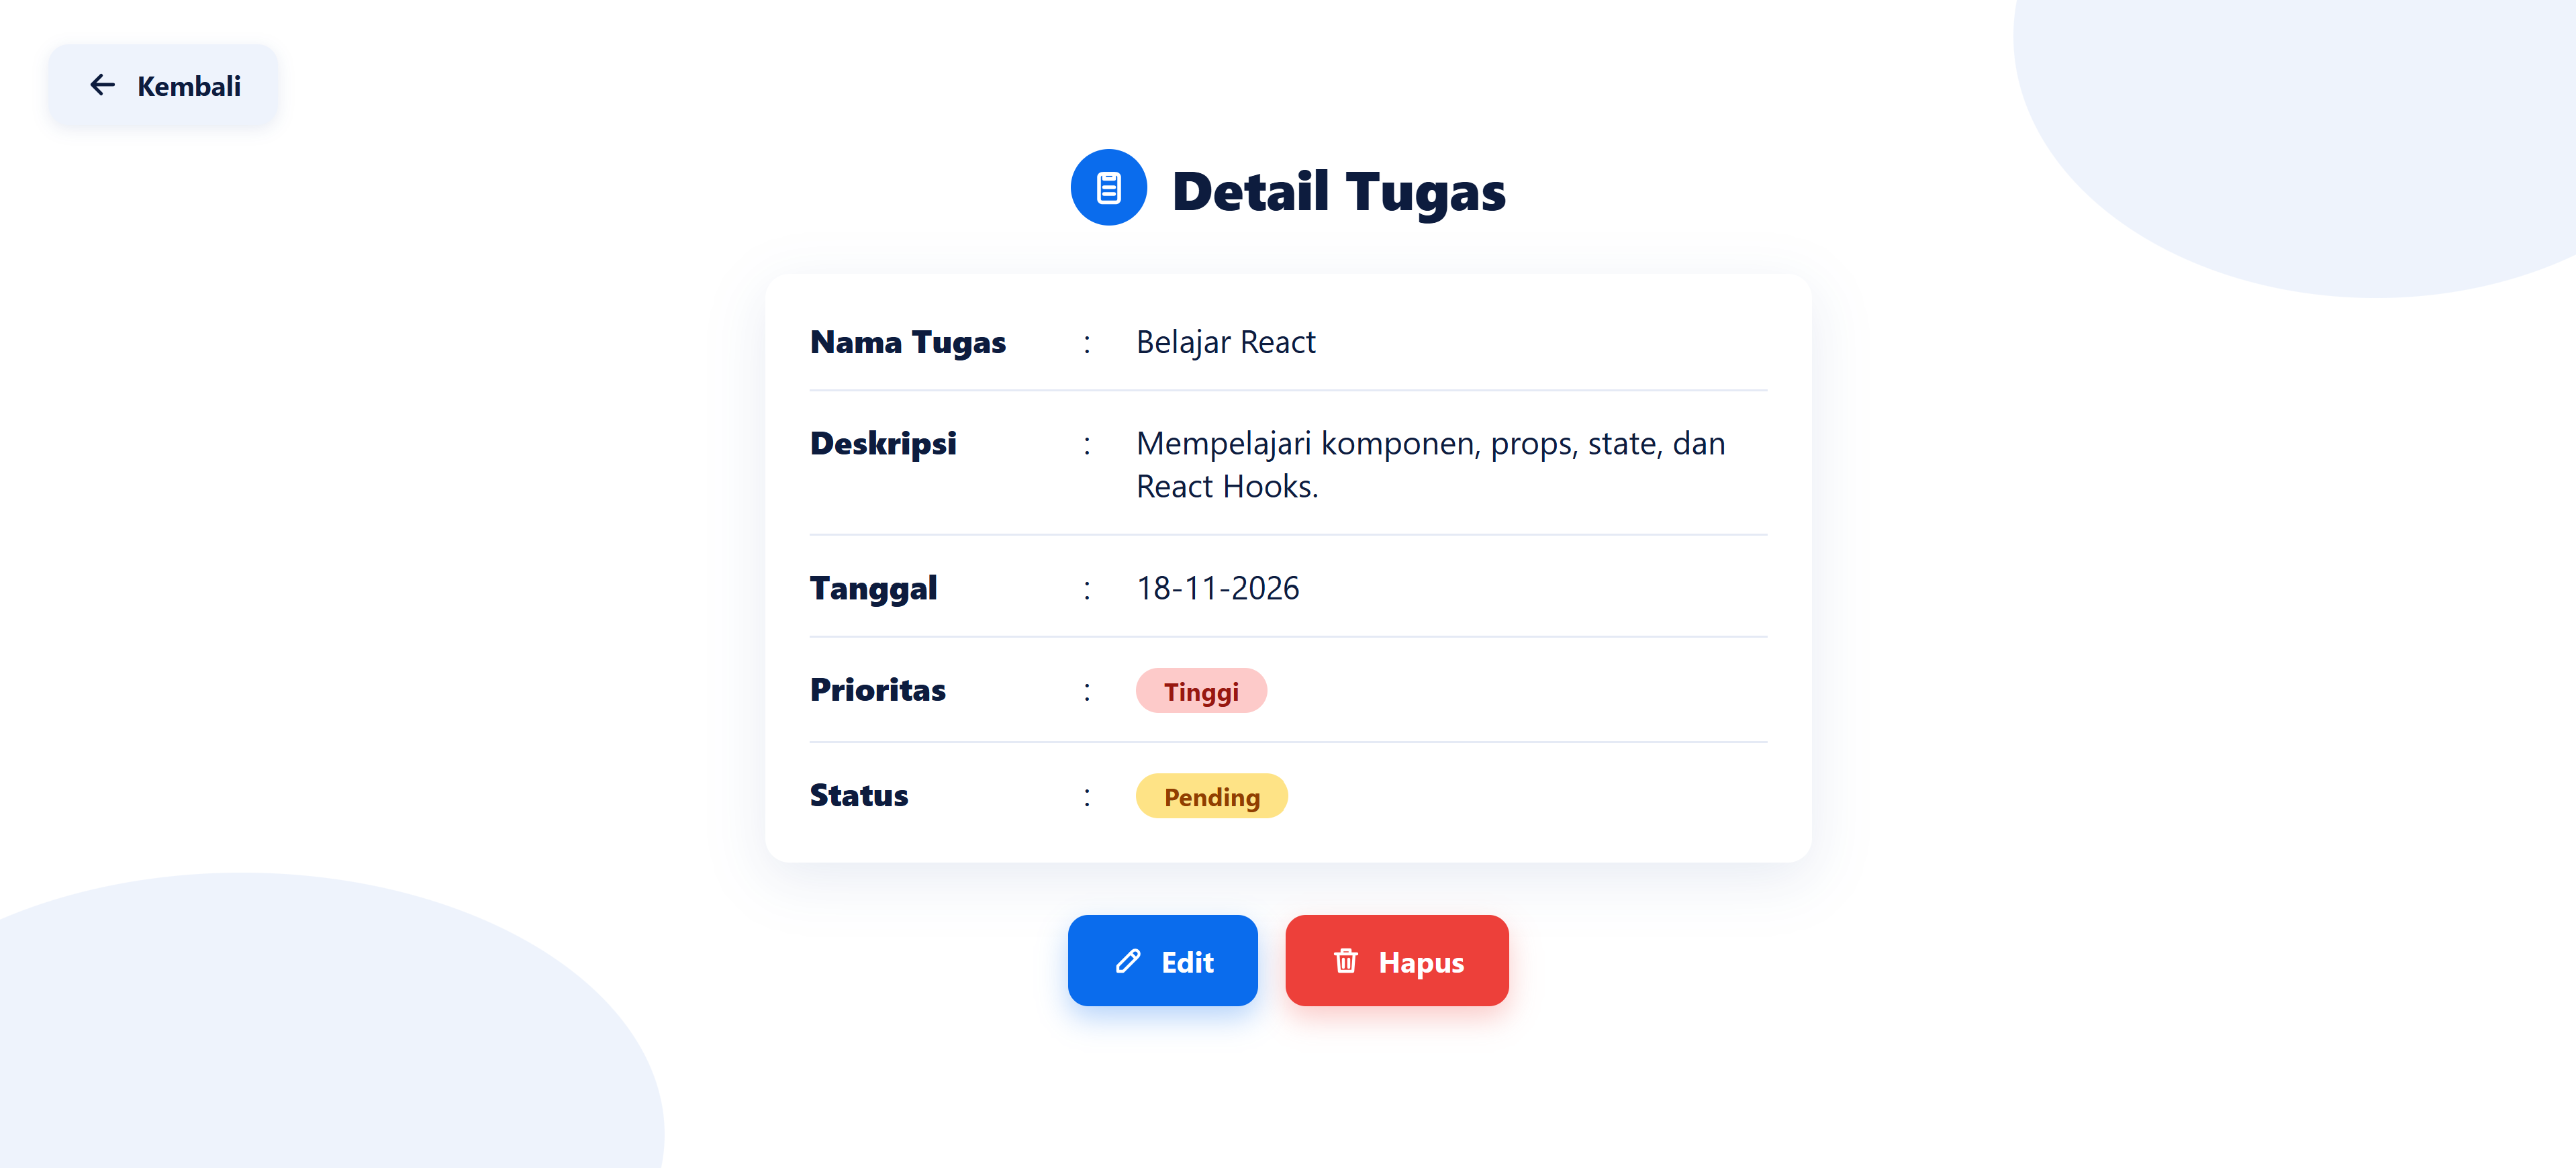 Kembali
Detail Tugas
Nama Tugas : Belajar React
Deskripsi : Mempelajari komponen, props, state, dan
React Hooks.
Tanggal : 18-11-2026
Prioritas : Tinggi
Status : Pending
Edit Hapus